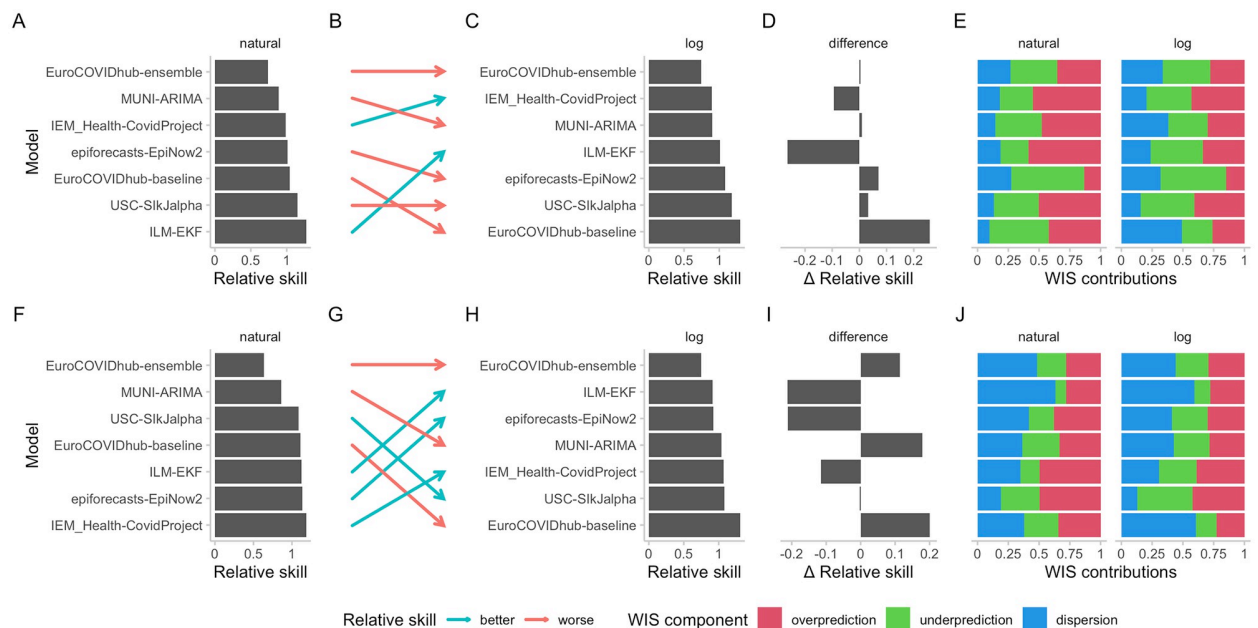 A B C D E
natural log difference natural log
Model
EuroCOVIDhub-ensemble
MUNI-ARIMA
IEM_Health-CovidProject
epiforecasts-EpiNow2
EuroCOVIDhub-baseline
USC-SIkJalpha
ILM-EKF
0 1
Relative skill
EuroCOVIDhub-ensemble
IEM_Health-CovidProject
MUNI-ARIMA
ILM-EKF
epiforecasts-EpiNow2
USC-SIkJalpha
EuroCOVIDhub-baseline
0 1
Relative skill
-0.2 -0.1 0 0.1 0.2
Δ Relative skill
0 0.25 0.5 0.75 1 0 0.25 0.5 0.75 1
WIS contributions
F G H I J
natural log difference natural log
Model
EuroCOVIDhub-ensemble
MUNI-ARIMA
USC-SIkJalpha
EuroCOVIDhub-baseline
ILM-EKF
epiforecasts-EpiNow2
IEM_Health-CovidProject
0 0.5 1
Relative skill
EuroCOVIDhub-ensemble
ILM-EKF
epiforecasts-EpiNow2
MUNI-ARIMA
IEM_Health-CovidProject
USC-SIkJalpha
EuroCOVIDhub-baseline
0 0.5 1
Relative skill
-0.2 -0.1 0 0.1 0.2
Δ Relative skill
0 0.25 0.5 0.75 1 0 0.25 0.5 0.75 1
WIS contributions
Relative skill better worse WIS component overprediction underprediction dispersion